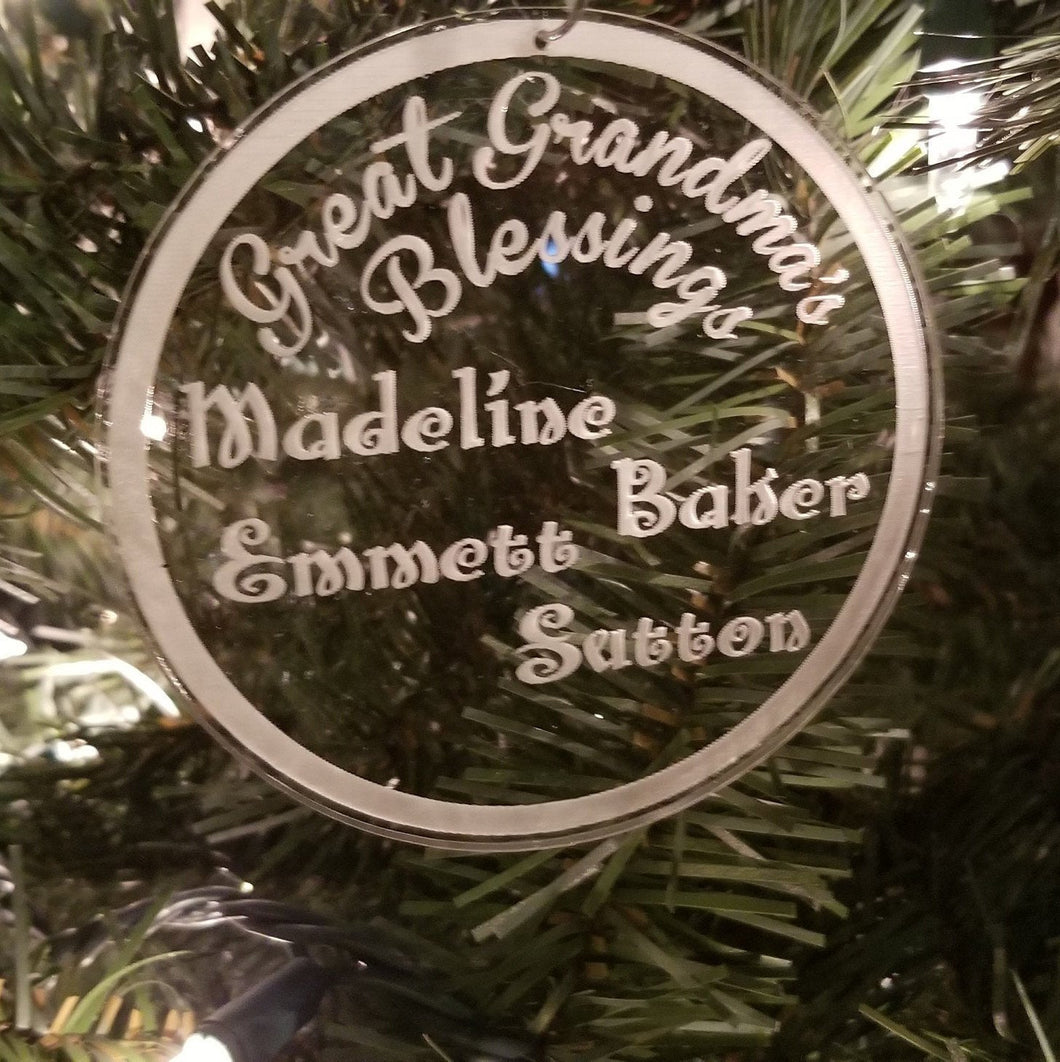 Great Grandma's
Blessings
Madeline
Baker
Emmett
Sutton